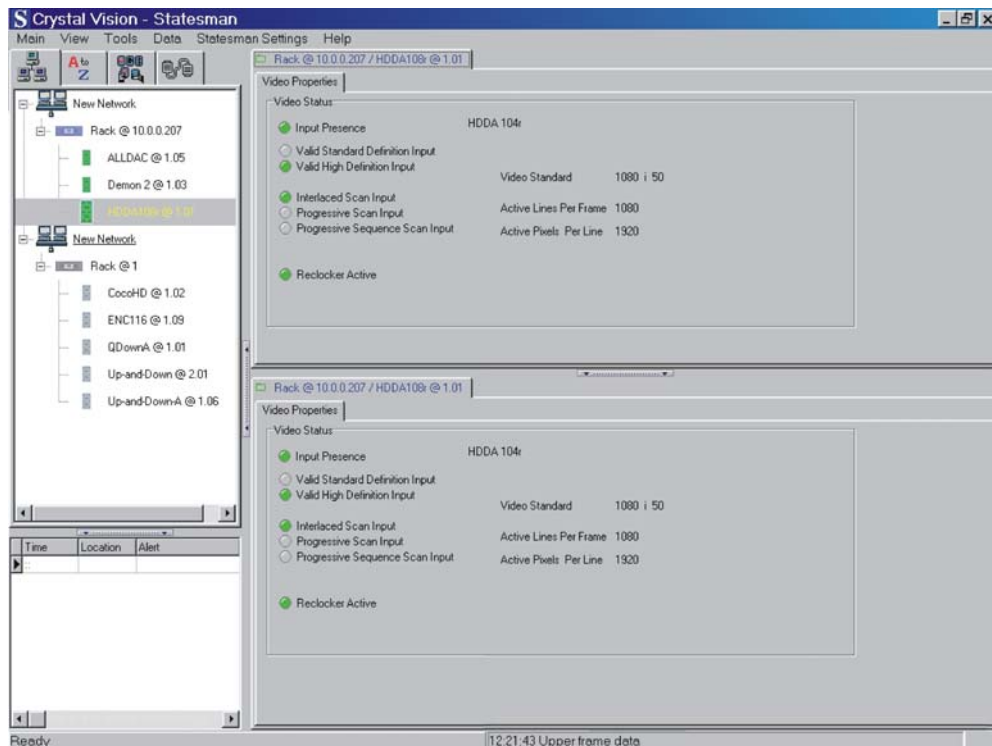 S Crystal Vision - Statesman
Main View Tools Data Statesman Settings Help
A to Z
New Network
Rack @ 10.0.0.207
ALLDAC @ 1.05
Demon 2 @ 1.03
HDDA108r @ 1.01
New Network
Rack @ 1
CocoHD @ 1.02
ENC116 @ 1.09
QDownA @ 1.01
Up-and-Down @ 2.01
Up-and-Down-A @ 1.06
Time Location Alert
::
Rack @ 10.0.0.207 / HDDA108r @ 1.01
Video Properties
Video Status
Input Presence HDDA 104r
Valid Standard Definition Input
Valid High Definition Input
Video Standard 1080 i 50
Interlaced Scan Input
Active Lines Per Frame 1080
Progressive Scan Input
Progressive Sequence Scan Input
Active Pixels Per Line 1920
Reclocker Active
Rack @ 10.0.0.207 / HDDA108r @ 1.01
Video Properties
Video Status
Input Presence HDDA 104r
Valid Standard Definition Input
Valid High Definition Input
Video Standard 1080 i 50
Interlaced Scan Input
Active Lines Per Frame 1080
Progressive Scan Input
Progressive Sequence Scan Input
Active Pixels Per Line 1920
Reclocker Active
Ready
12:21:43 Upper frame data